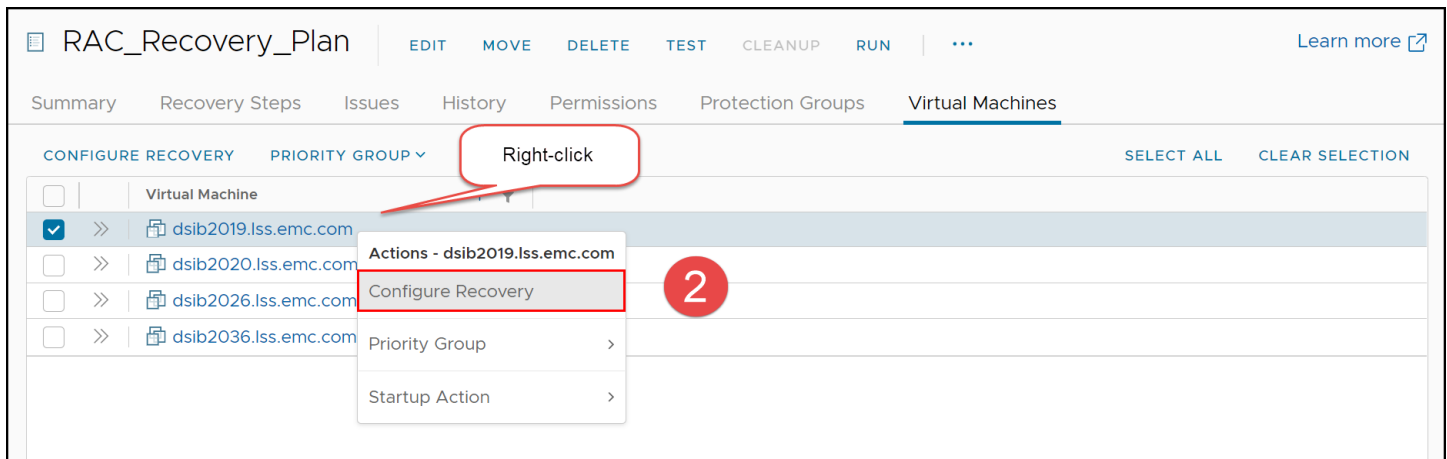 RAC_Recovery_Plan EDIT MOVE DELETE TEST CLEANUP RUN ... Learn more
Summary Recovery Steps Issues History Permissions Protection Groups Virtual Machines
CONFIGURE RECOVERY PRIORITY GROUP Right-click SELECT ALL CLEAR SELECTION
Virtual Machine
dsib2019.lss.emc.com
Actions - dsib2019.lss.emc.com
dsib2020.lss.emc.com
Configure Recovery 2
dsib2026.lss.emc.com
dsib2036.lss.emc.com
Priority Group
Startup Action